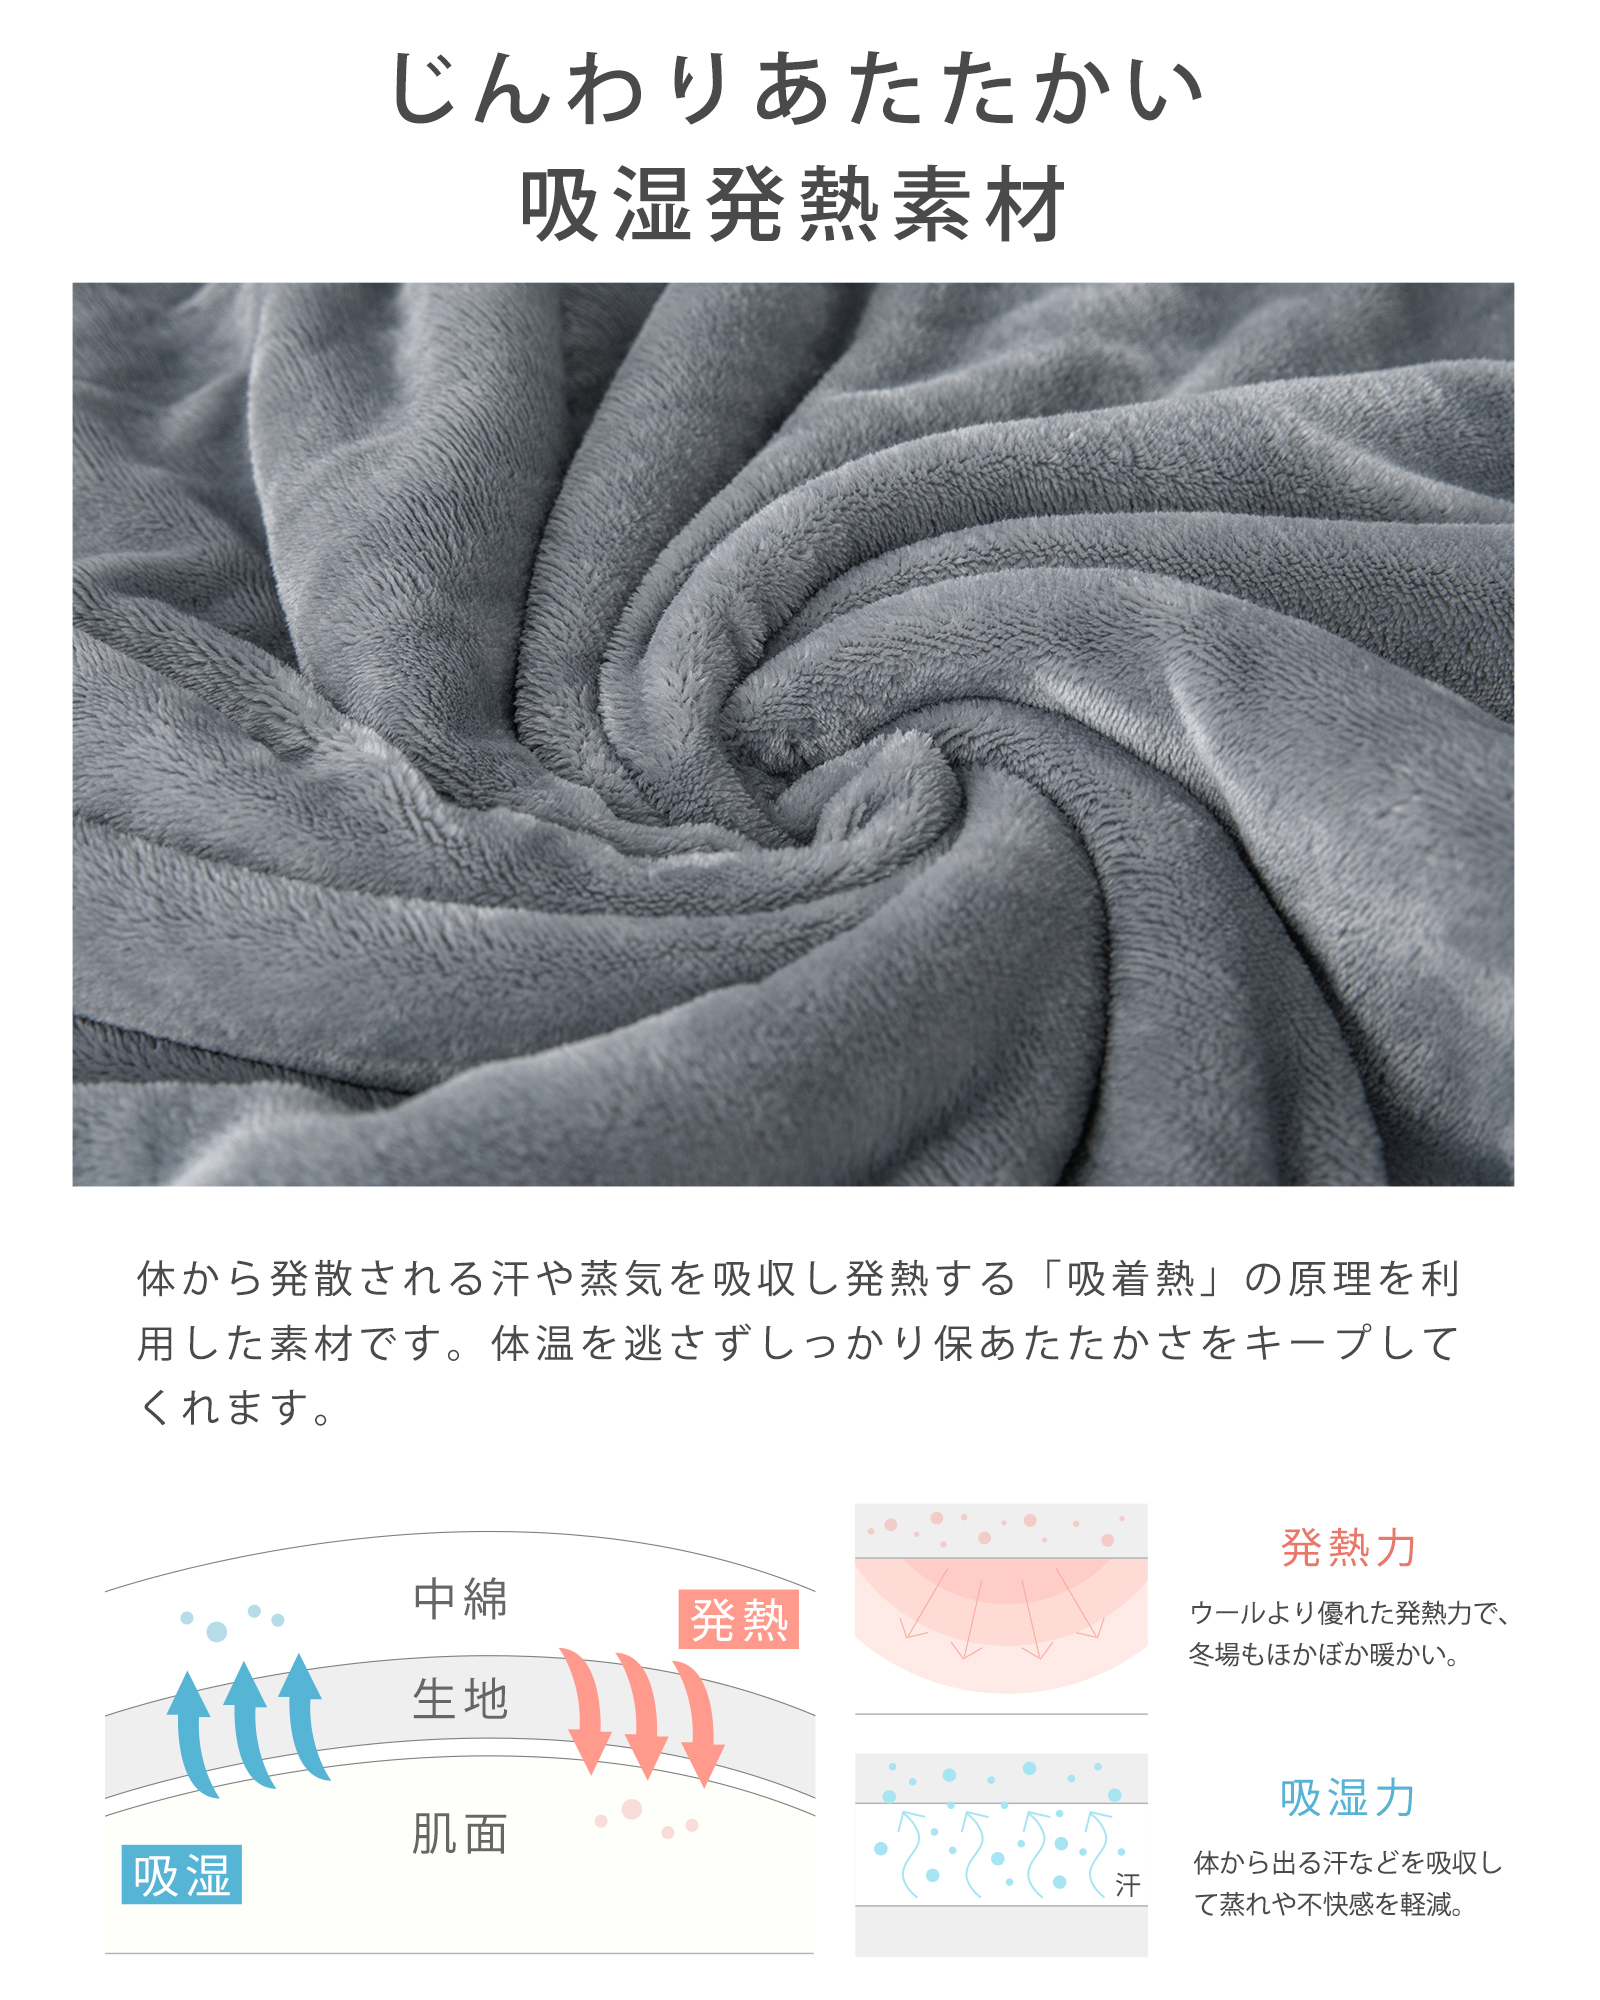 じんわりあたたかい
吸湿発熱素材
体から発散される汗や蒸気を吸収し発熱する「吸着熱」の原理を利
用した素材です。体温を逃さずしっかり保あたたかさをキープして
くれます。
中綿
発熱
生地
肌面
吸湿
発熱力
ウールより優れた発熱力で、
冬場もほかぽか暖かい。
汗
吸湿力
体から出る汗などを吸収し
て蒸れや不快感を軽減。